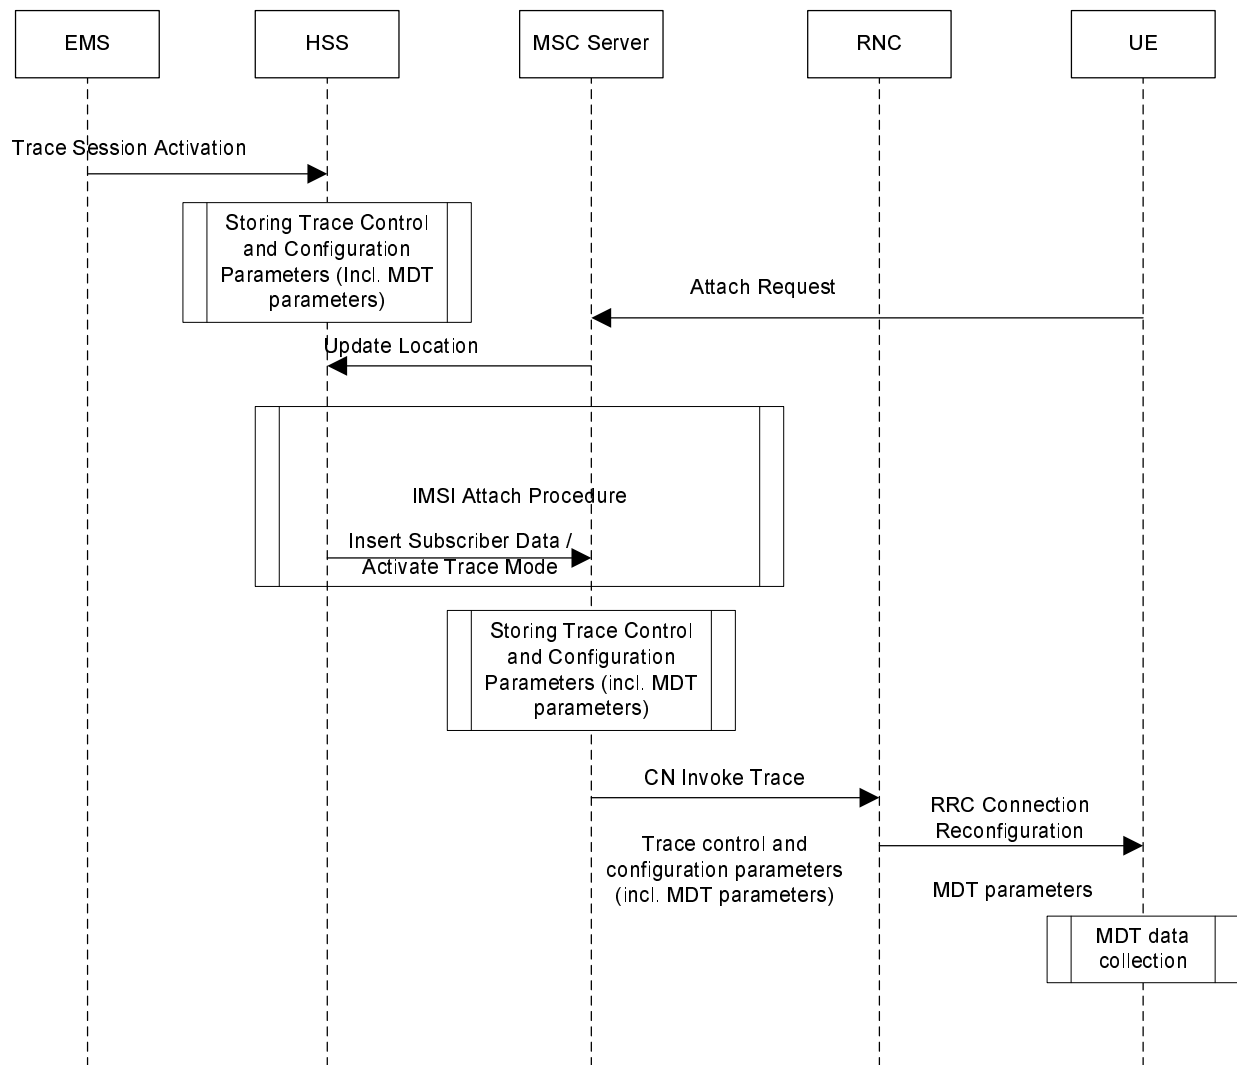 EMS
HSS
MSC Server
RNC
UE
Trace Session Activation
Storing Trace Control
and Configuration
Parameters (Incl. MDT
parameters)
Attach Request
Update Location
IMSI Attach Procedure
Insert Subscriber Data /
Activate Trace Mode
Storing Trace Control
and Configuration
Parameters (incl. MDT
parameters)
CN Invoke Trace
RRC Connection
Reconfiguration
Trace control and
configuration parameters
(incl. MDT parameters)
MDT parameters
MDT data
collection